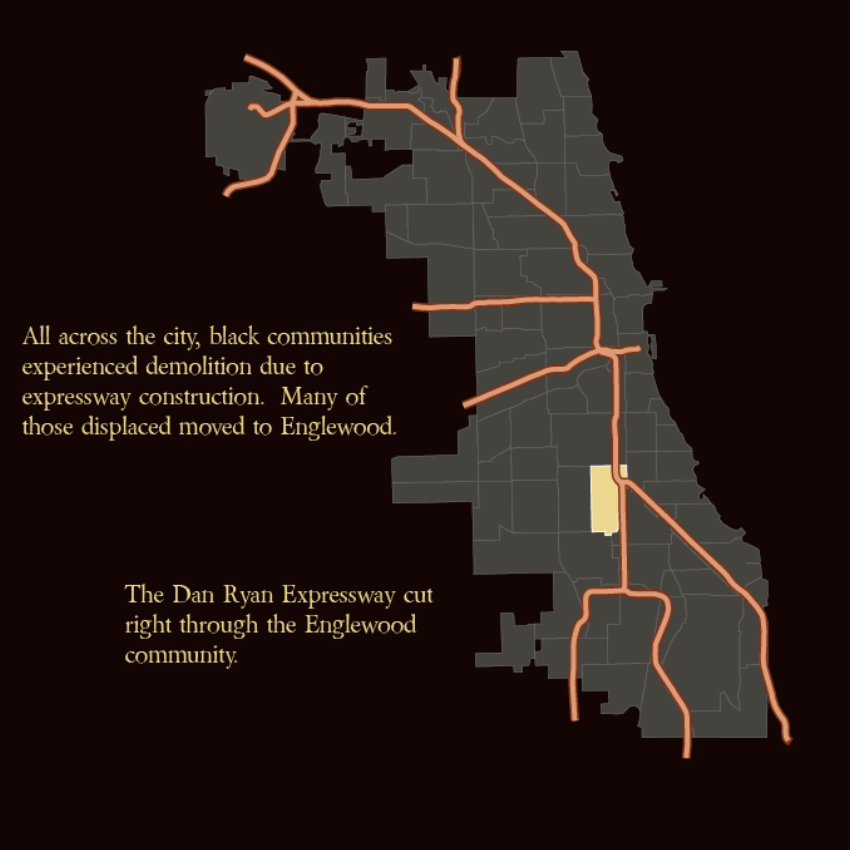 All across the city, black communities
experienced demolition due to
expressway construction.  Many of
those displaced moved to Englewood.
The Dan Ryan Expressway cut
right through the Englewood
community.